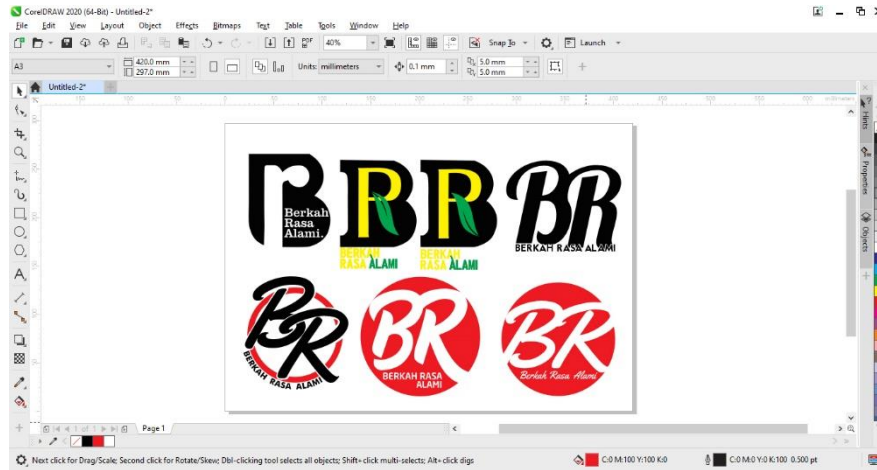 CorelDRAW 2020 (64-Bit) - Untitled-2*
File Edit View Layout Object Effects Bitmaps Text Table Tools Window Help
PDF 40% Snap To Launch
A3 420.0 mm 297.0 mm Units: millimeters 0.1 mm 5.0 mm 5.0 mm
Untitled-2*
Hints
Properties
Objects
B
Berkah
Rasa
Alami.
BR
BERKAH
RASA ALAMI
BR
BERKAH
RASA ALAMI
BR
BERKAH RASA ALAMI
BR
BERKAH RASA ALAMI
BR
BERKAH RASA
ALAMI
BR
Berkah Rasa Alami
1 of 1 Page 1
Next click for Drag/Scale; Second click for Rotate/Skew; Dbl-clicking tool selects all objects; Shift+click multi-selects; Alt+click digs
C:0 M:100 Y:100 K:0 C:0 M:0 Y:0 K:100 0.500 pt